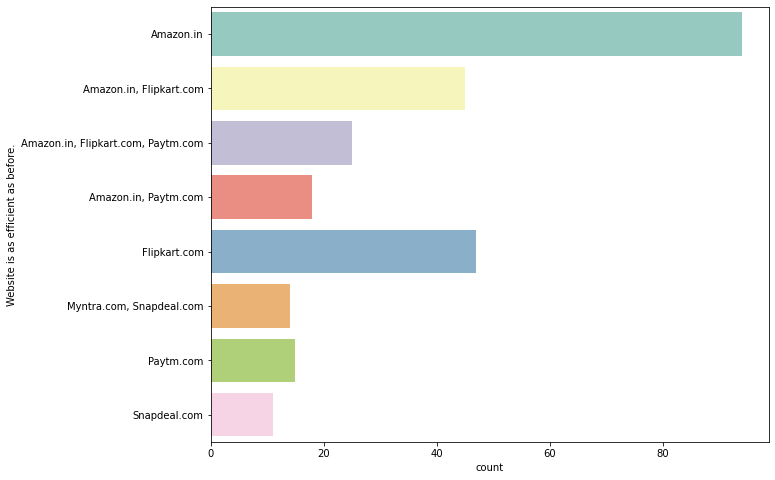 Website is as efficient as before.
Amazon.in
Amazon.in, Flipkart.com
Amazon.in, Flipkart.com, Paytm.com
Amazon.in, Paytm.com
Flipkart.com
Myntra.com, Snapdeal.com
Paytm.com
Snapdeal.com
0 20 40 60 80
count